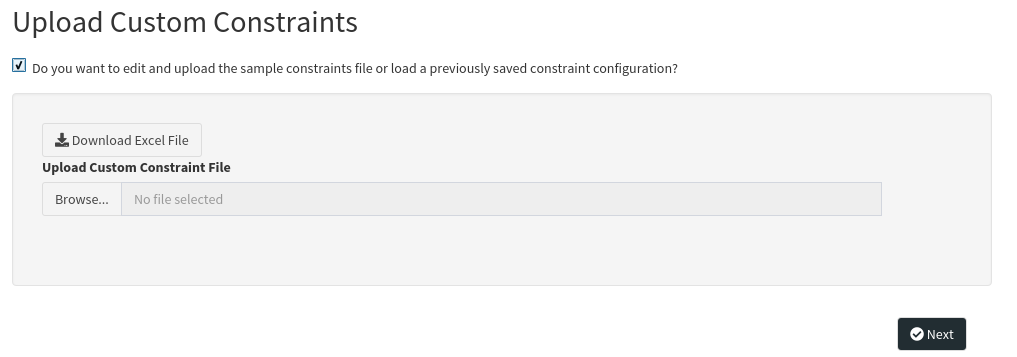 Upload Custom Constraints
Do you want to edit and upload the sample constraints file or load a previously saved constraint configuration?
Download Excel File
Upload Custom Constraint File
Browse... No file selected
Next